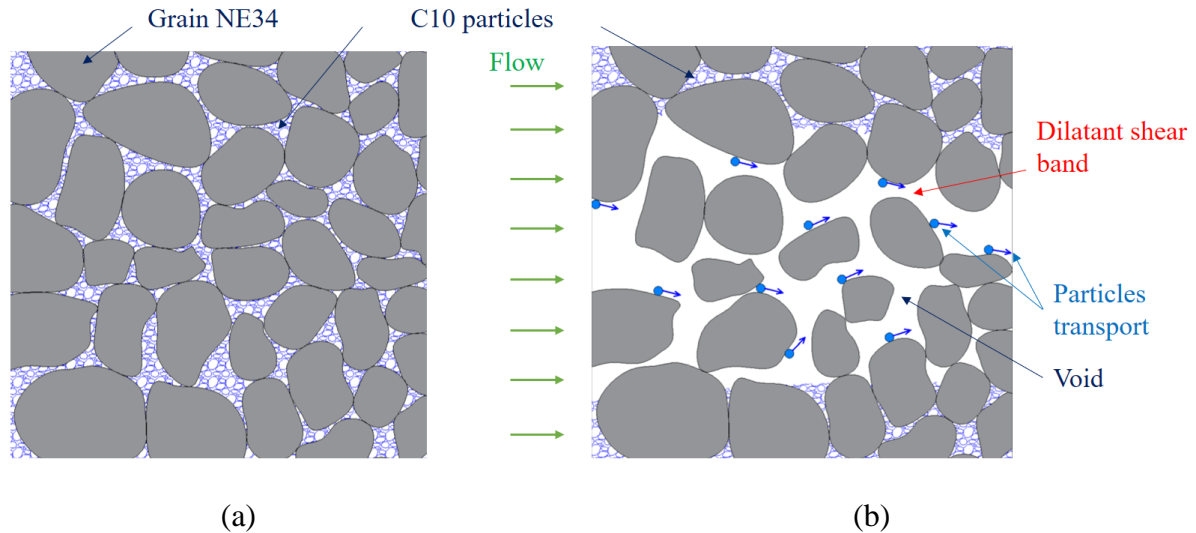 Grain NE34
C10 particles
Flow
Dilatant shear
band
Particles
transport
Void
(a)
(b)